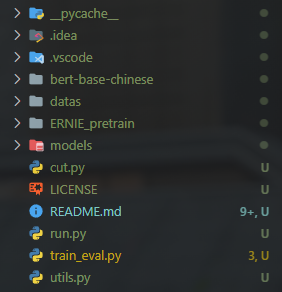 __pycache__
.idea
.vscode
bert-base-chinese
datas
ERNIE_pretrain
models
cut.py U
LICENSE U
README.md 9+, U
run.py U
train_eval.py 3, U
utils.py U